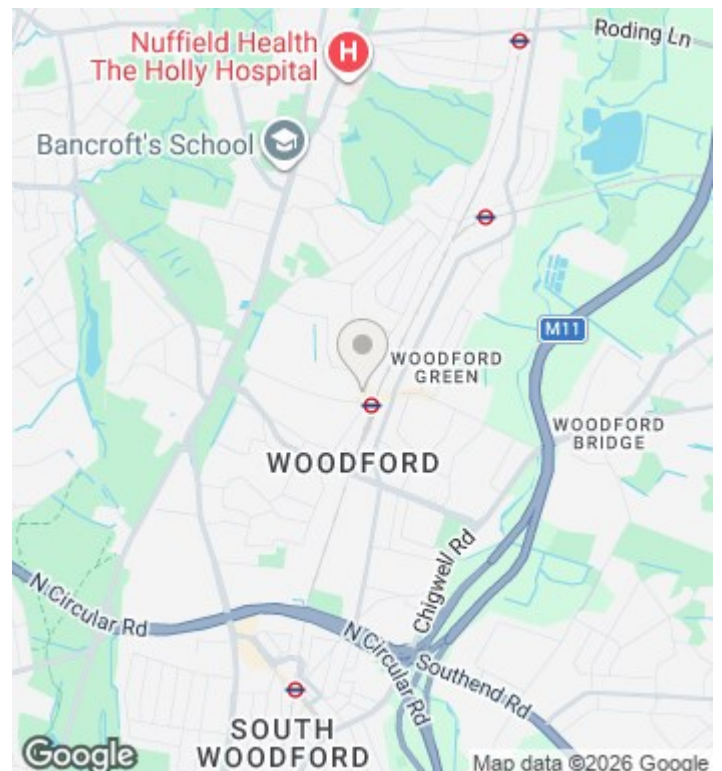 Nuffield Health
The Holly Hospital
H
Roding Ln
Bancroft's School
M11
WOODFORD
GREEN
WOODFORD
BRIDGE
WOODFORD
Chigwell Rd
N Circular Rd
N Circular Rd
Southend Rd
SOUTH
WOODFORD
Google
Map data ©2026 Google